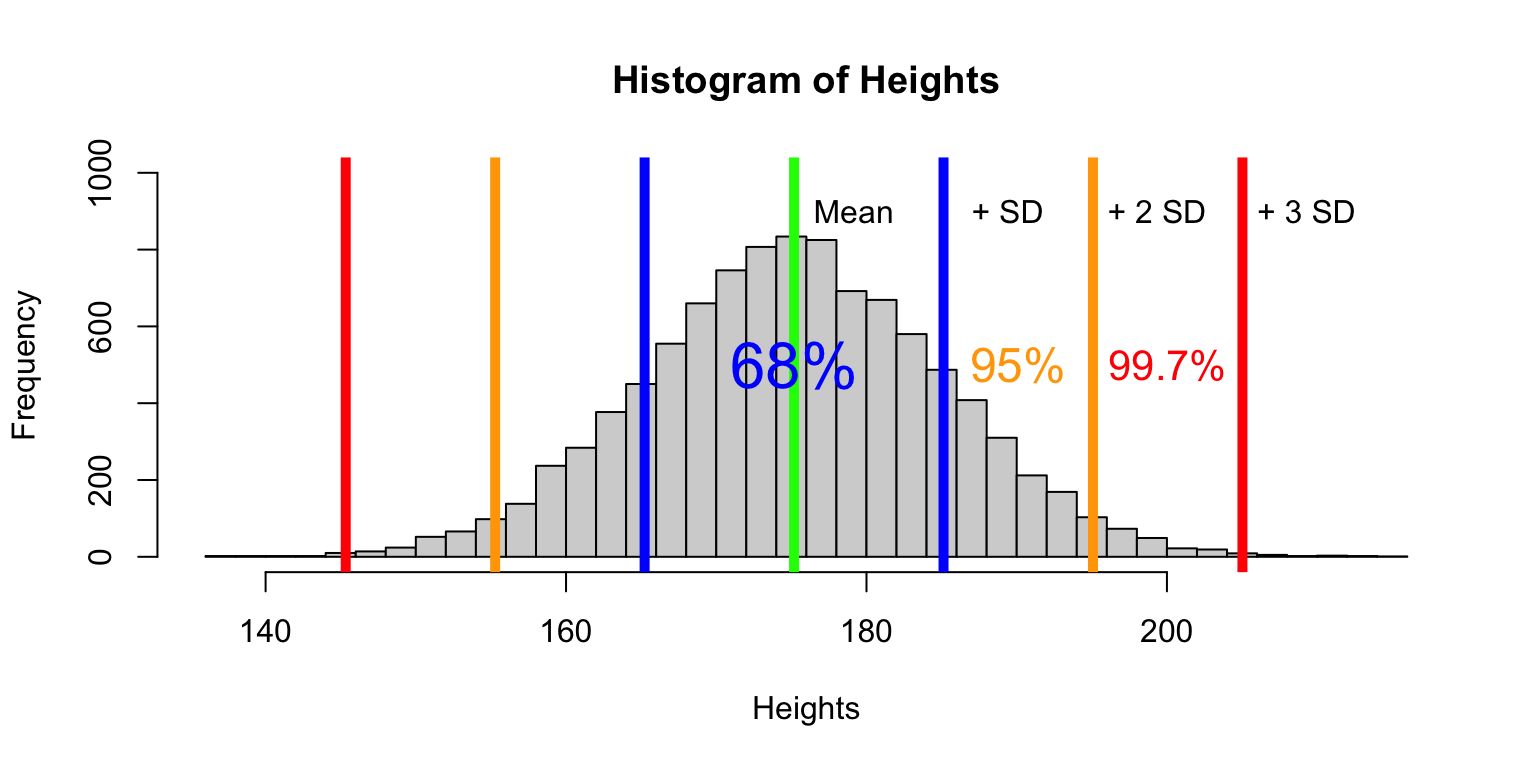 Histogram of Heights
Frequency
1000
600
200
0
Mean
+ SD
+ 2 SD
+ 3 SD
68%
95%
99.7%
140
160
180
200
Heights